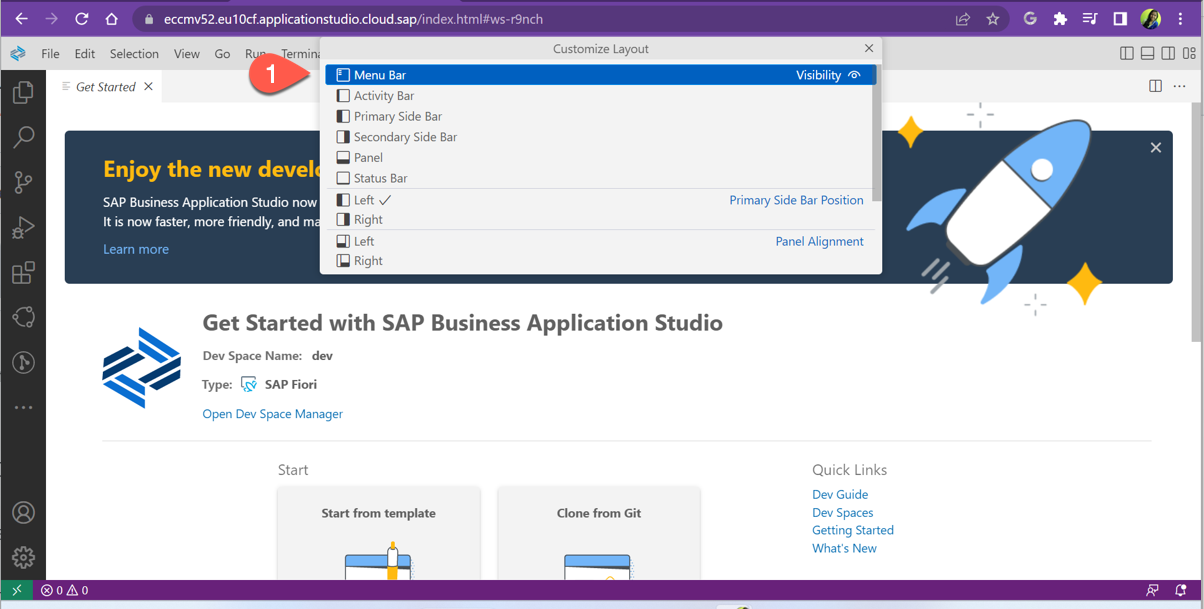 eccmv52.eu10cf.applicationstudio.cloud.sap/index.html#ws-r9nch
File Edit Selection View Go Run Termina
Customize Layout
1
Menu Bar Visibility
Activity Bar
Primary Side Bar
Secondary Side Bar
Panel
Status Bar
Left Primary Side Bar Position
Right
Left Panel Alignment
Right
Get Started
Enjoy the new develo
SAP Business Application Studio now
It is now faster, more friendly, and ma
Learn more
Get Started with SAP Business Application Studio
Dev Space Name: dev
Type: SAP Fiori
Open Dev Space Manager
Start
Start from template
Clone from Git
Quick Links
Dev Guide
Dev Spaces
Getting Started
What's New
0 0